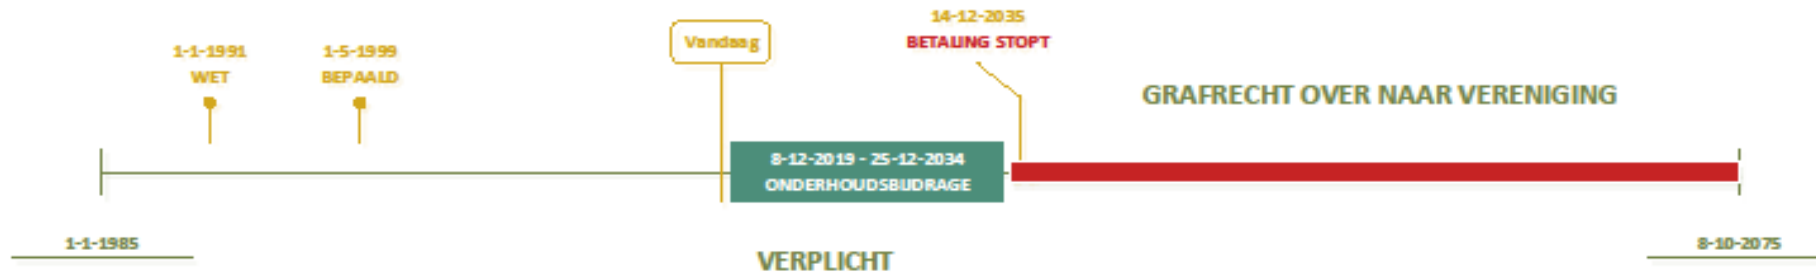 14-12-2035
BETALING STOPT
Vandaag
1-1-1991
WET
1-5-1999
BEPAALD
GRAFRECHT OVER NAAR VERENIGING
8-12-2019 - 25-12-2034
ONDERHOUDSBIJDRAGE
1-1-1985
8-10-2075
VERPLICHT